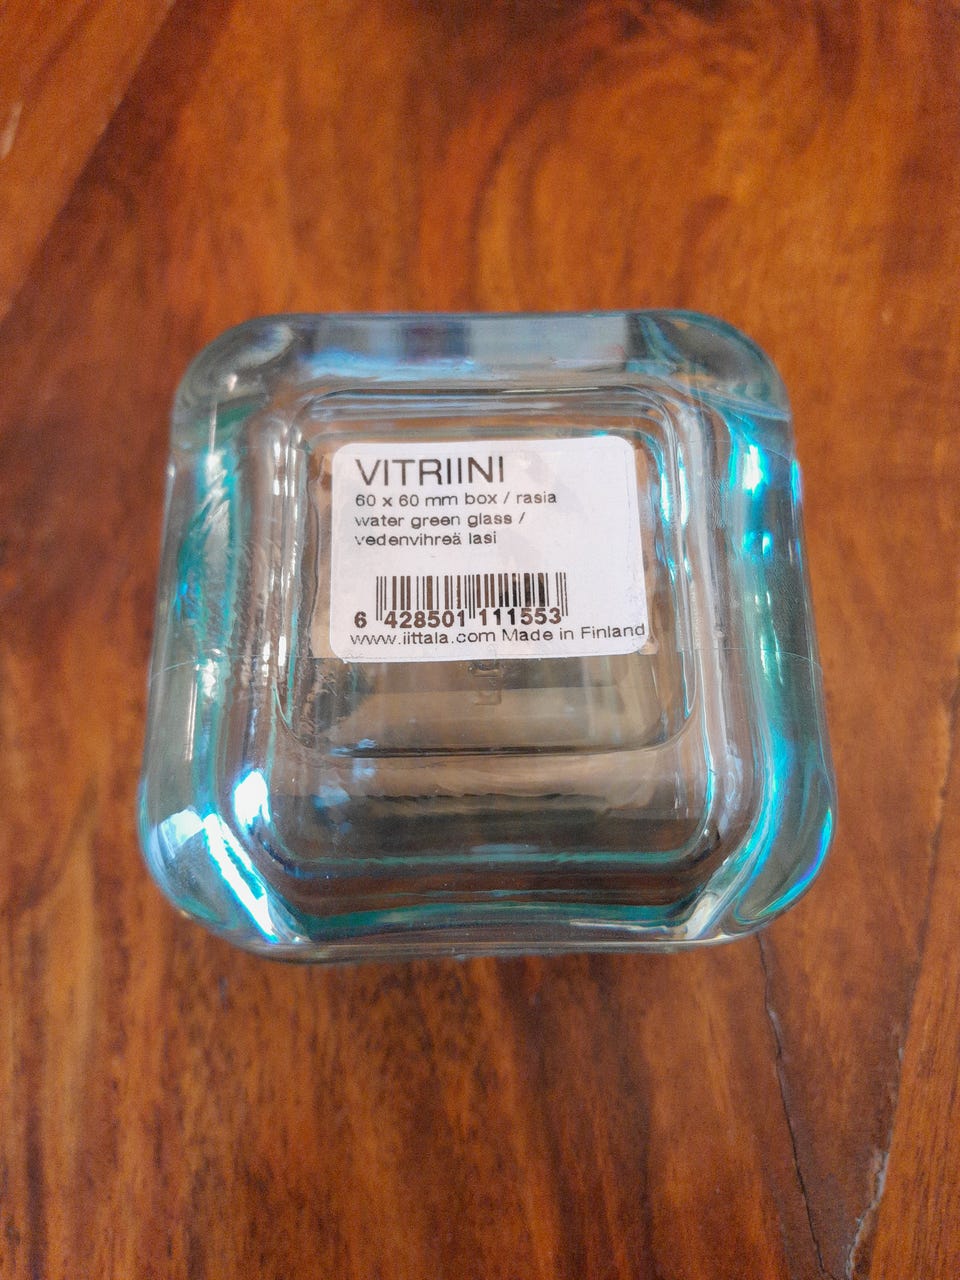 VITRIINI
60 x 60 mm box / rasia
water green glass /
vedenvihreä lasi
6 428501 111553
www.iittala.com Made in Finland